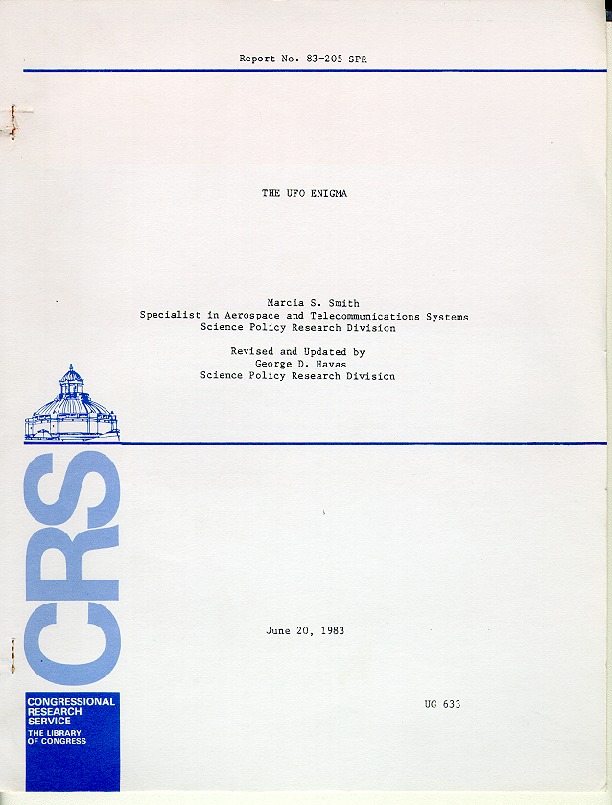 Report No. 83-205 SPR
THE UFO ENIGMA
Marcia S. Smith
Specialist in Aerospace and Telecommunications Systems
Science Policy Research Division
Revised and Updated by
George D. Havas
Science Policy Research Division
CRS
June 20, 1983
UG 633
CONGRESSIONAL
RESEARCH
SERVICE
THE LIBRARY
OF CONGRESS